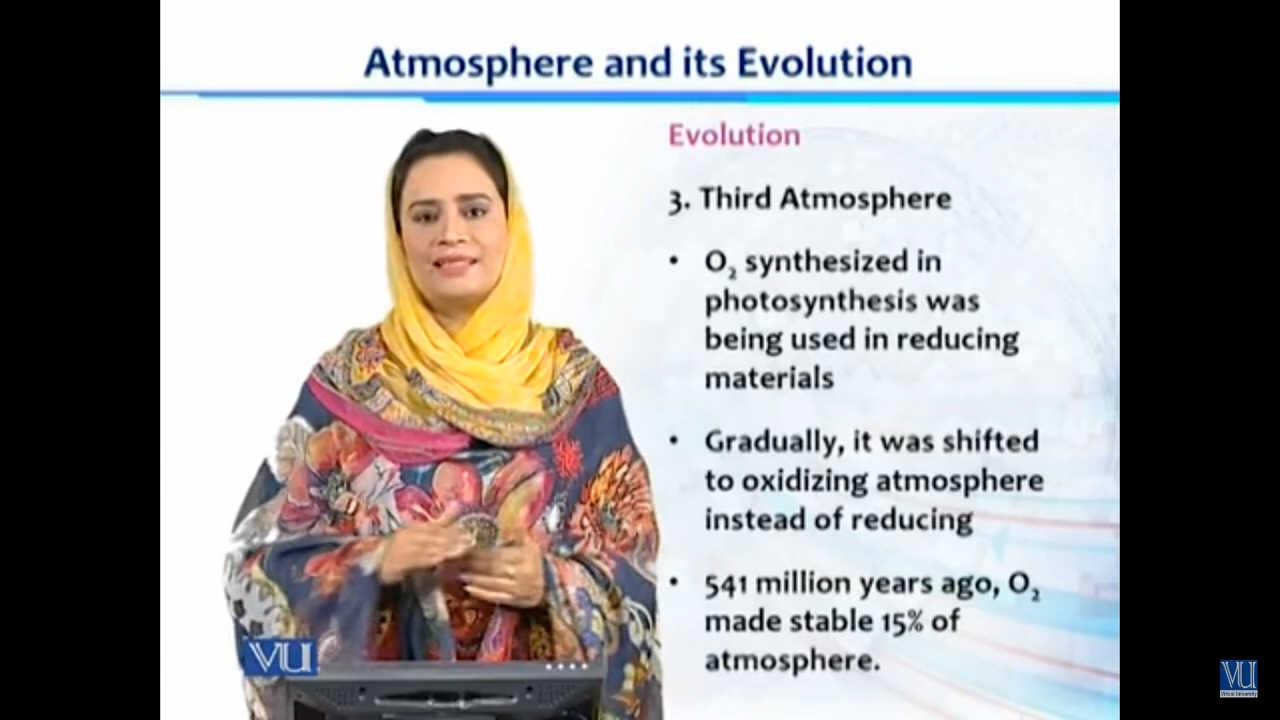 Atmosphere and its Evolution
Evolution
3. Third Atmosphere
• O₂ synthesized in
photosynthesis was
being used in reducing
materials
• Gradually, it was shifted
to oxidizing atmosphere
instead of reducing
• 541 million years ago, O₂
made stable 15% of
atmosphere.
VU
VU
Virtual University